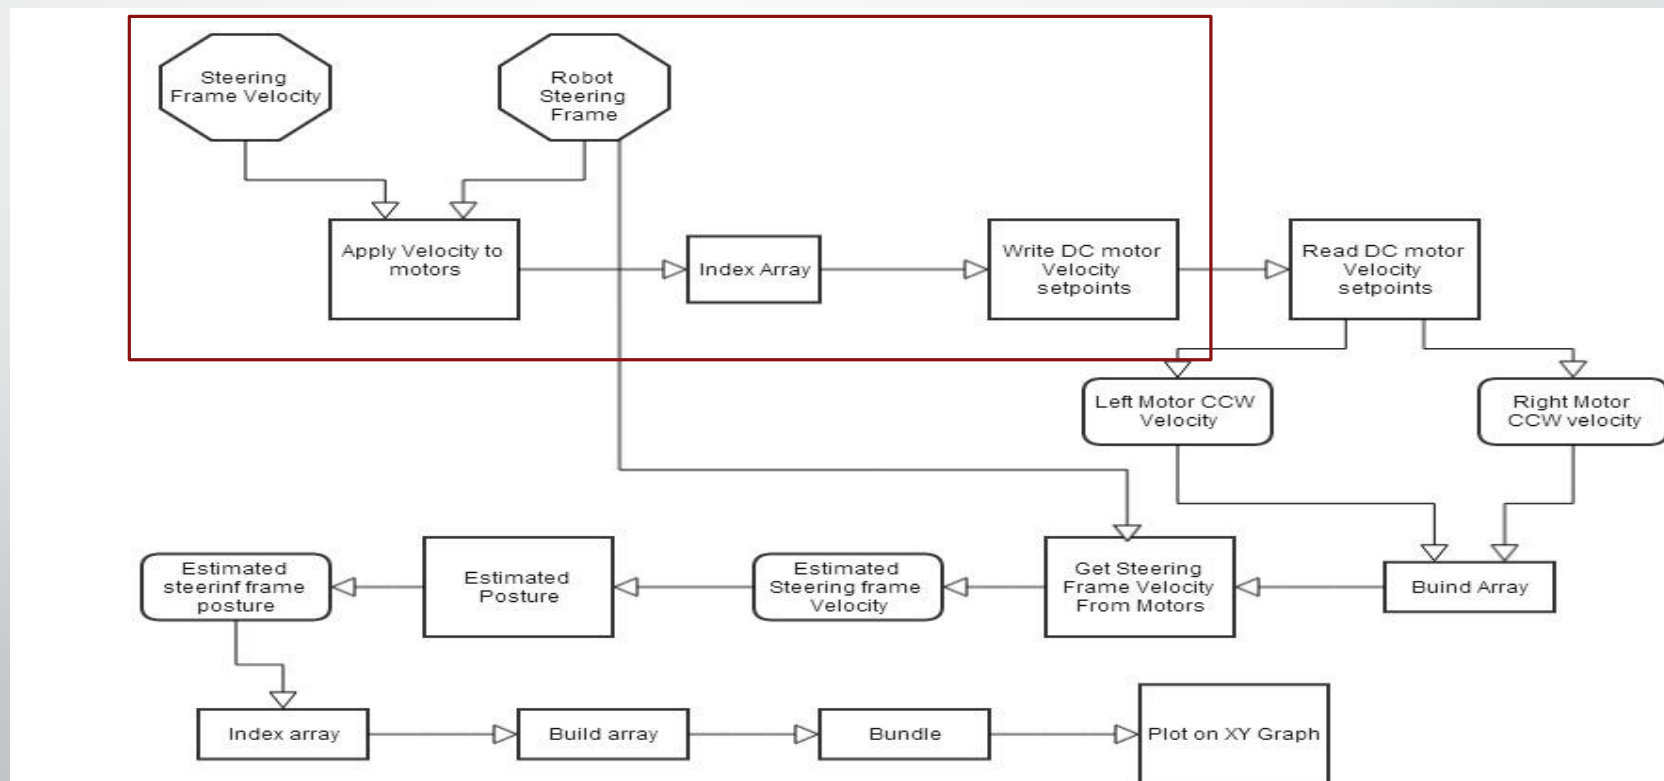 Steering
Frame Velocity
Robot
Steering
Frame
Apply Velocity to
motors
Index Array
Write DC motor
Velocity
setpoints
Read DC motor
Velocity
setpoints
Left Motor CCW
Velocity
Right Motor
CCW velocity
Estimated
steerinf frame
posture
Estimated
Posture
Estimated
Steering frame
Velocity
Get Steering
Frame Velocity
From Motors
Buind Array
Index array
Build array
Bundle
Plot on XY Graph